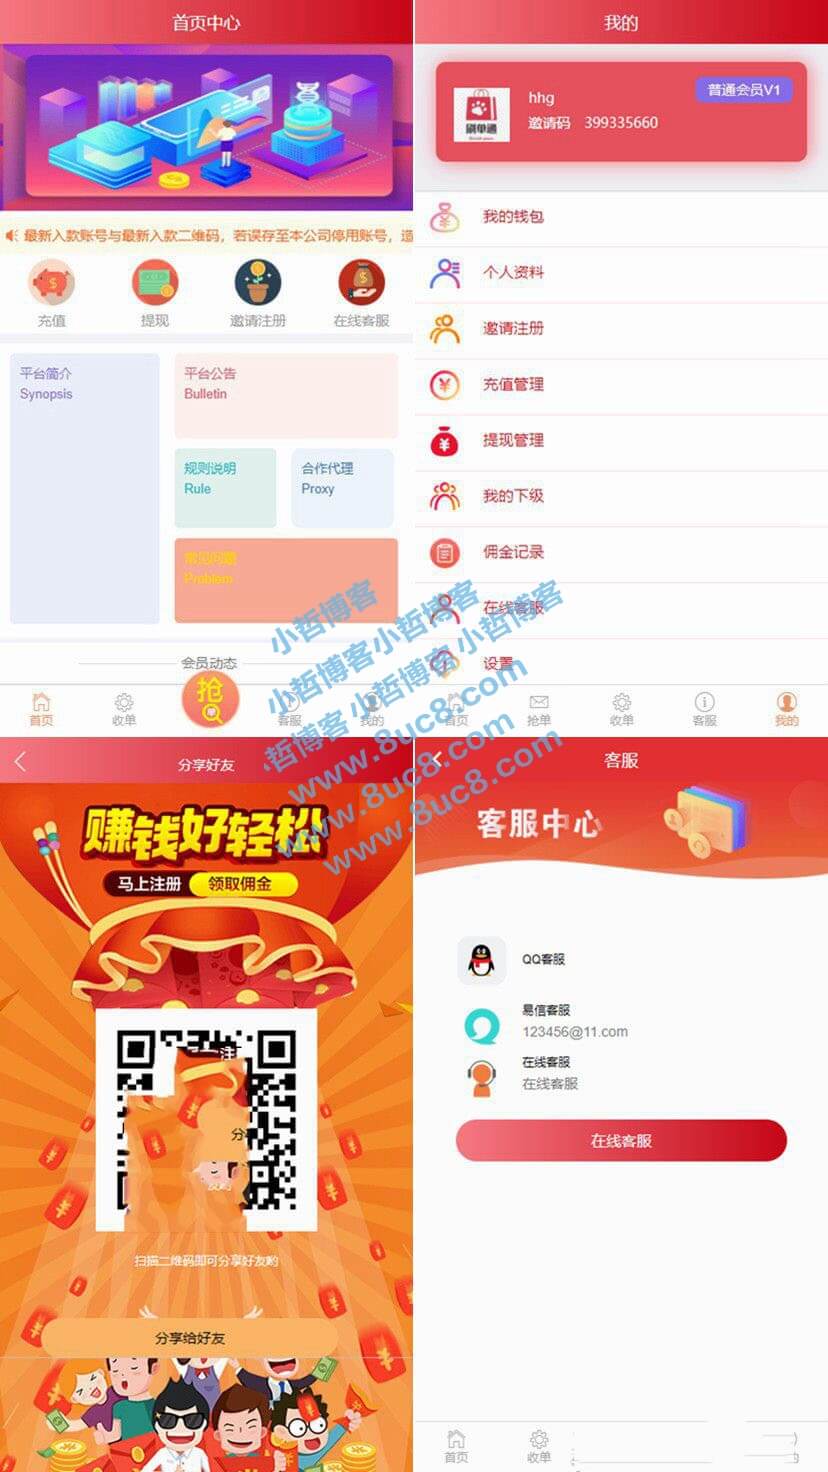 首页中心
最新入款账号与最新入款二维码，若误存至本公司停用账号，造
充值
提现
邀请注册
在线客服
平台简介
Synopsis
平台公告
Bulletin
规则说明
Rule
合作代理
Proxy
常见问题
Problem
会员动态
首页
收单
抢
客服
我的
我的
刷单通
hhg
普通会员V1
邀请码 399335660
我的钱包
个人资料
邀请注册
充值管理
提现管理
我的下级
佣金记录
在线客服
设置
首页
抢单
收单
客服
我的
小哲博客
小哲博客小哲博客
小哲博客小哲博客
哲博客
www.8uc8.com
www.8uc8.com
www.8uc8.com
分享好友
赚钱好轻松
马上注册
领取佣金
扫描二维码即可分享好友哟
分享给好友
客服
客服中心
QQ客服
易信客服
123456@11.com
在线客服
在线客服
在线客服
首页
收单